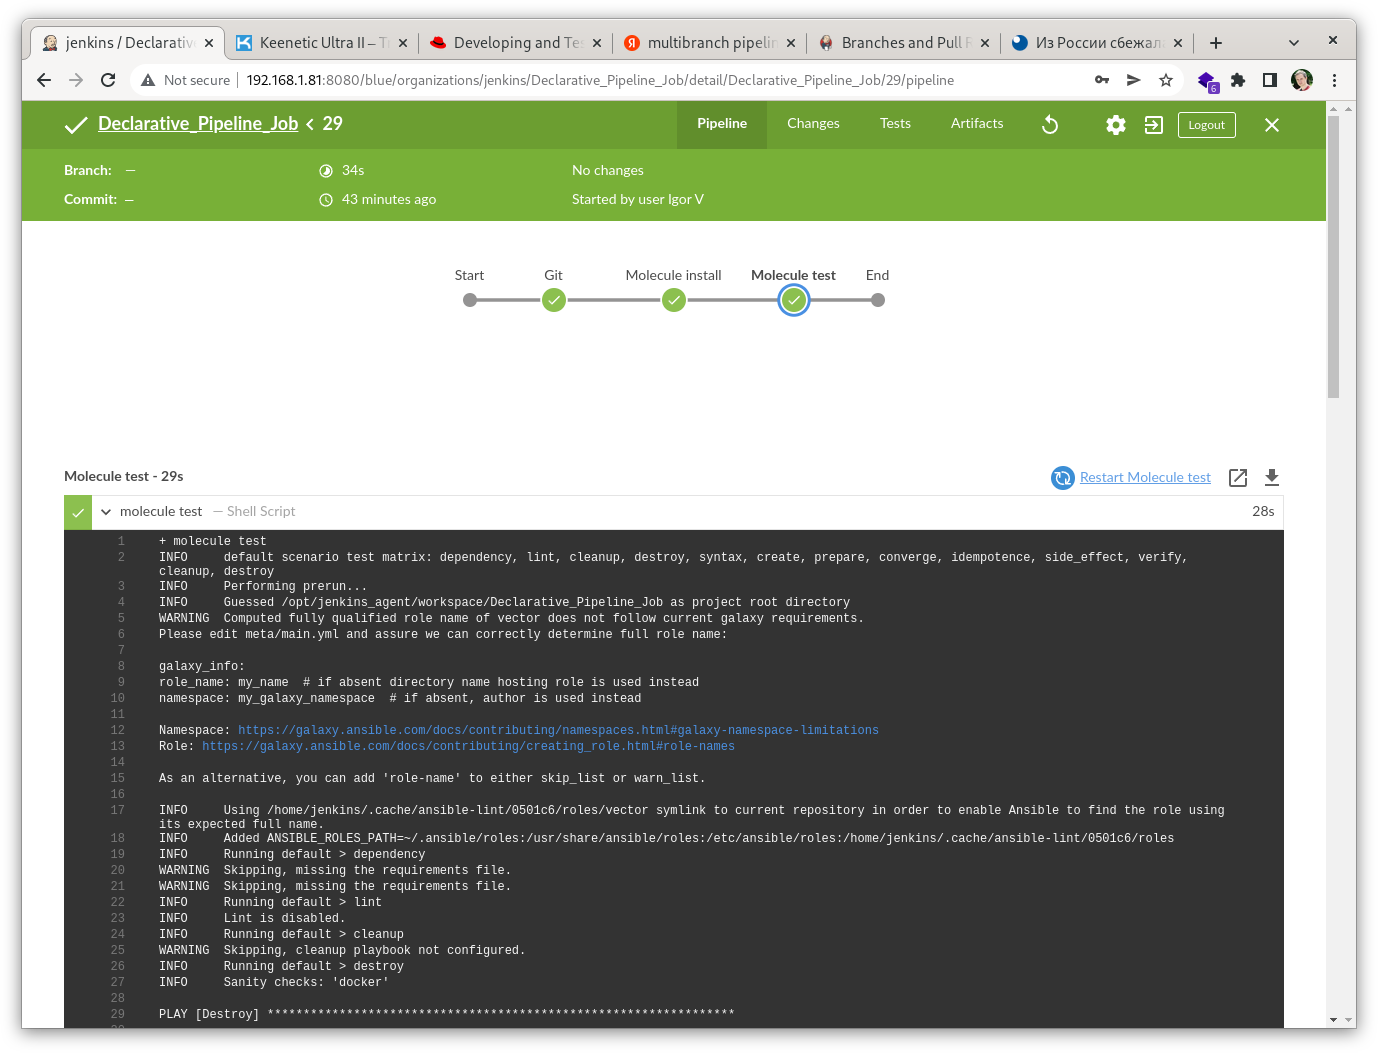 jenkins / Declarativ
Keenetic Ultra II – T
Developing and Te
multibranch pipelin
Branches and Pull R
Из России сбежал
Not secure
192.168.1.81:8080/blue/organizations/jenkins/Declarative_Pipeline_Job/detail/Declarative_Pipeline_Job/29/pipeline
6
Declarative_Pipeline_Job < 29
Pipeline
Changes
Tests
Artifacts
Logout
Branch: —
34s
No changes
Commit: —
43 minutes ago
Started by user Igor V
Start
Git
Molecule install
Molecule test
End
Molecule test - 29s
Restart Molecule test
molecule test — Shell Script
28s
1 + molecule test
2 INFO default scenario test matrix: dependency, lint, cleanup, destroy, syntax, create, prepare, converge, idempotence, side_effect, verify,
cleanup, destroy
3 INFO Performing prerun...
4 INFO Guessed /opt/jenkins_agent/workspace/Declarative_Pipeline_Job as project root directory
5 WARNING Computed fully qualified role name of vector does not follow current galaxy requirements.
6 Please edit meta/main.yml and assure we can correctly determine full role name:
7
8 galaxy_info:
9 role_name: my_name # if absent directory name hosting role is used instead
10 namespace: my_galaxy_namespace # if absent, author is used instead
11
12 Namespace: https://galaxy.ansible.com/docs/contributing/namespaces.html#galaxy-namespace-limitations
13 Role: https://galaxy.ansible.com/docs/contributing/creating_role.html#role-names
14
15 As an alternative, you can add 'role-name' to either skip_list or warn_list.
16
17 INFO Using /home/jenkins/.cache/ansible-lint/0501c6/roles/vector symlink to current repository in order to enable Ansible to find the role using
its expected full name.
18 INFO Added ANSIBLE_ROLES_PATH=~/.ansible/roles:/usr/share/ansible/roles:/etc/ansible/roles:/home/jenkins/.cache/ansible-lint/0501c6/roles
19 INFO Running default > dependency
20 WARNING Skipping, missing the requirements file.
21 WARNING Skipping, missing the requirements file.
22 INFO Running default > lint
23 INFO Lint is disabled.
24 INFO Running default > cleanup
25 WARNING Skipping, cleanup playbook not configured.
26 INFO Running default > destroy
27 INFO Sanity checks: 'docker'
28
29 PLAY [Destroy] *****************************************************************